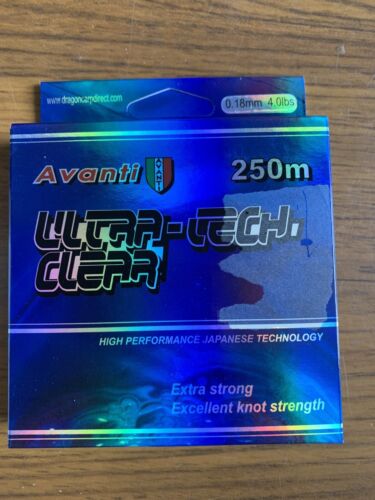 www.dragoncarpdirect.com
0.18mm 4.0lbs
Avanti AVANTI 250m
ULTRA-TECH
CLEAR
HIGH PERFORMANCE JAPANESE TECHNOLOGY
Extra strong
Excellent knot strength